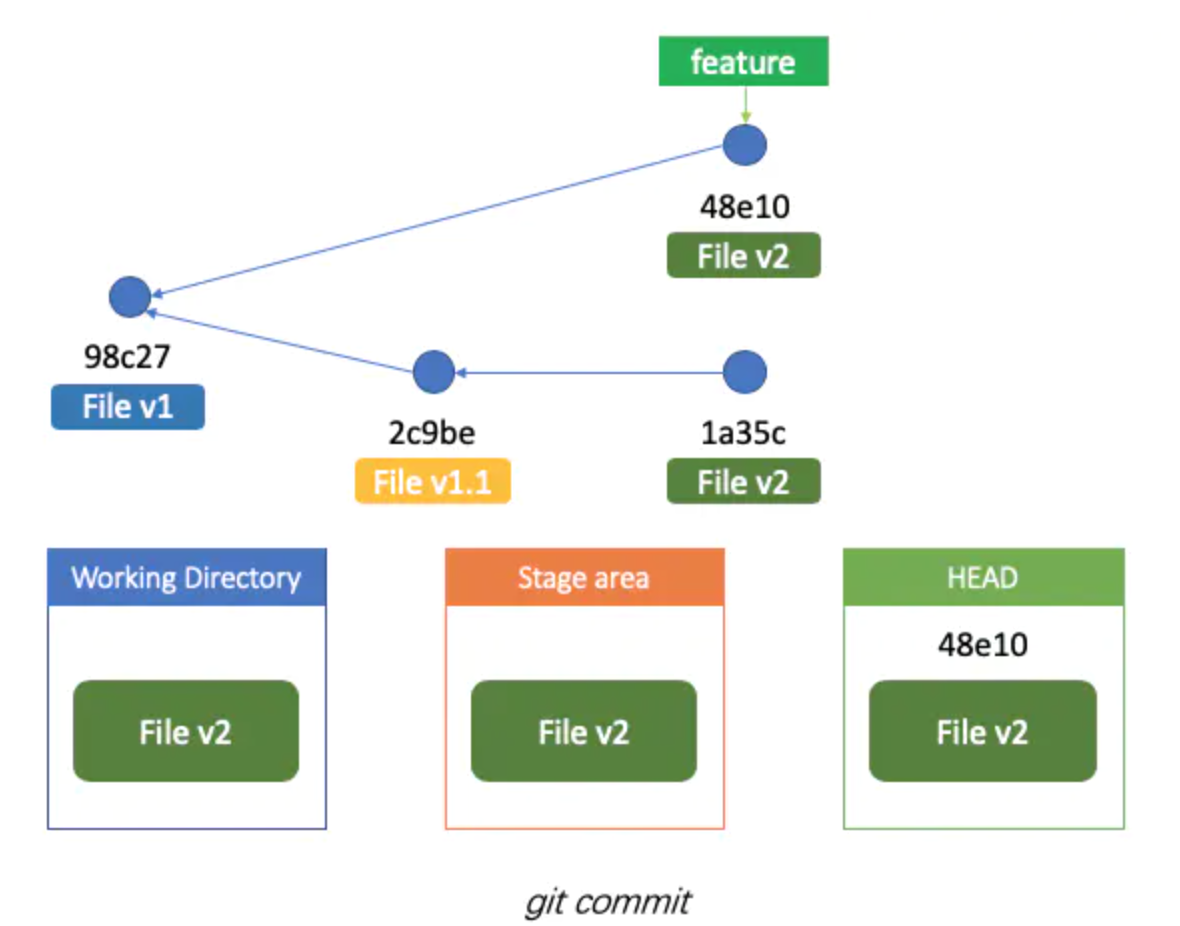 feature
48e10
File v2
98c27
File v1
2c9be
File v1.1
1a35c
File v2
Working Directory
File v2
Stage area
File v2
HEAD
48e10
File v2
git commit